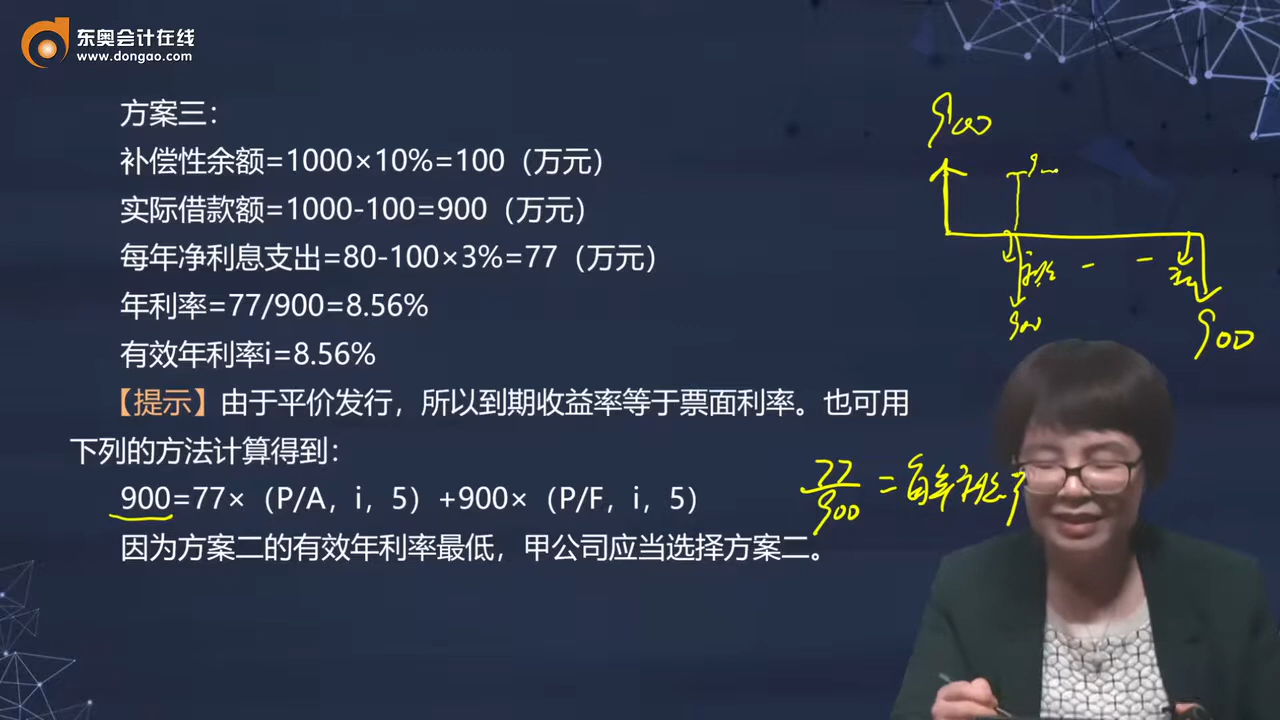 东奥会计在线
www.dongao.com
方案三：
补偿性余额=1000×10%=100（万元）
实际借款额=1000-100=900（万元）
每年净利息支出=80-100×3%=77（万元）
年利率=77/900=8.56%
有效年利率i=8.56%
【提示】由于平价发行，所以到期收益率等于票面利率。也可用
下列的方法计算得到：
900=77×（P/A，i，5）+900×（P/F，i，5）
因为方案二的有效年利率最低，甲公司应当选择方案二。
900
900
900
77
900
=